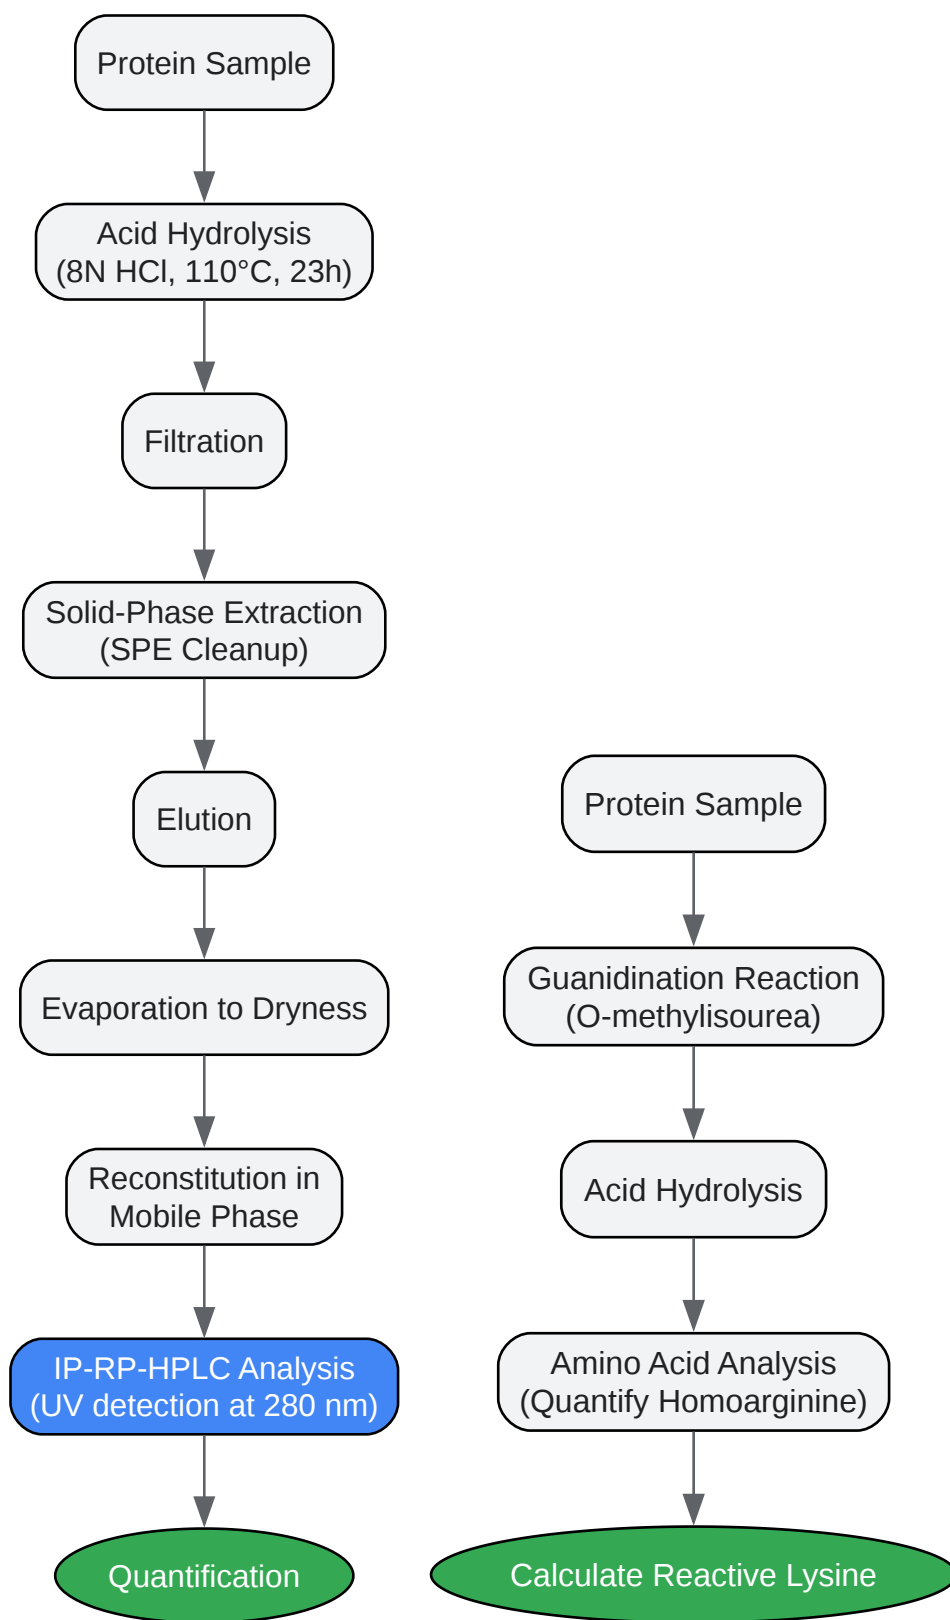 Protein Sample
Acid Hydrolysis
(8N HCl, 110°C, 23h)
Filtration
Solid-Phase Extraction
(SPE Cleanup)
Elution
Evaporation to Dryness
Reconstitution in
Mobile Phase
IP-RP-HPLC Analysis
(UV detection at 280 nm)
Quantification
Protein Sample
Guanidination Reaction
(O-methylisourea)
Acid Hydrolysis
Amino Acid Analysis
(Quantify Homoarginine)
Calculate Reactive Lysine